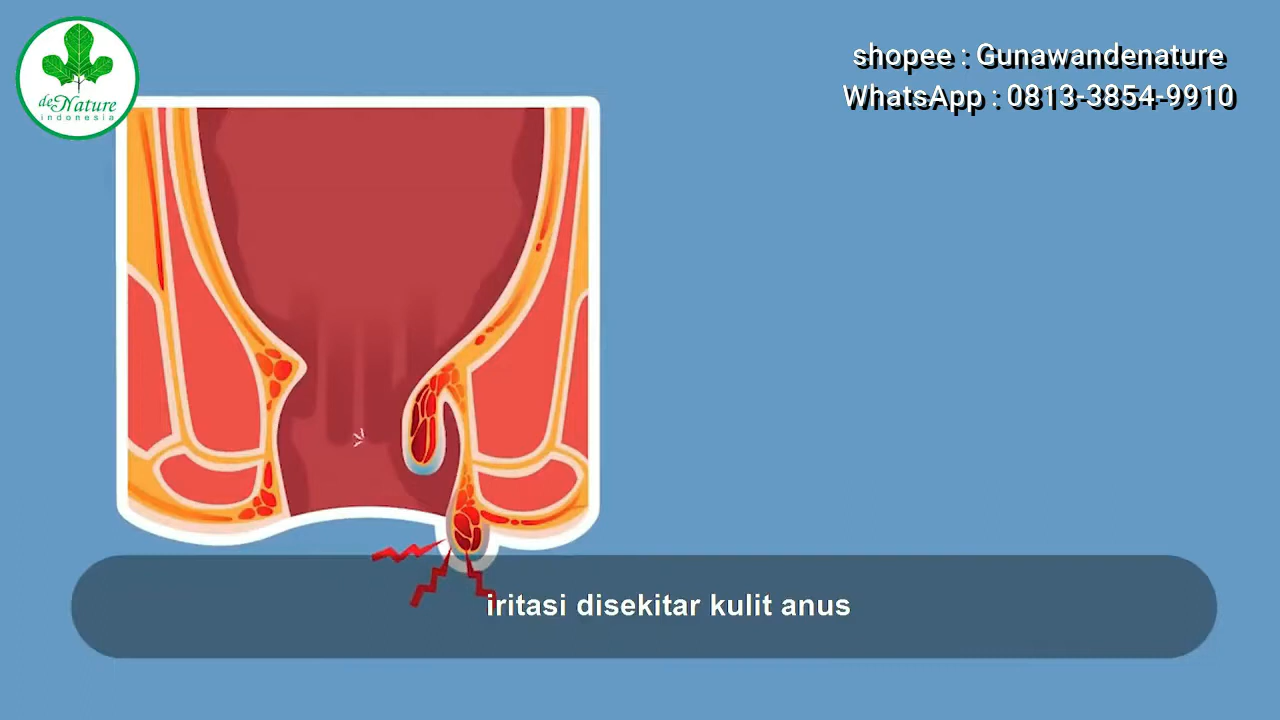 deNature
indonesia
shopee : Gunawandenature
WhatsApp : 0813-3854-9910
iritasi disekitar kulit anus